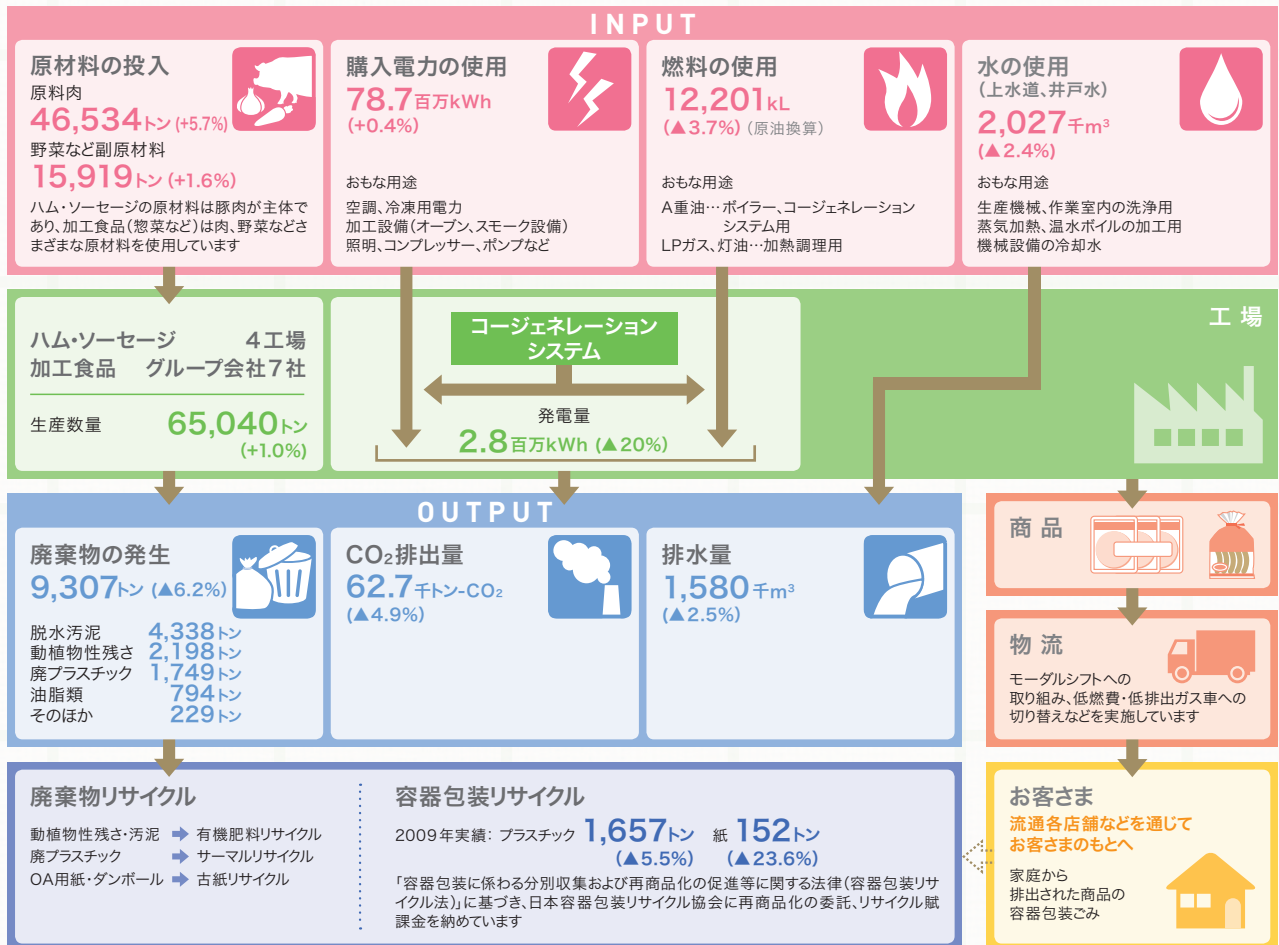 INPUT
原材料の投入
原料肉
46,534トン(+5.7%)
野菜など副原材料
15,919トン(+1.6%)
ハム・ソーセージの原材料は豚肉が主体で
あり、加工食品(惣菜など)は肉、野菜などさ
まざまな原材料を使用しています
購入電力の使用
78.7百万kWh
(+0.4%)
おもな用途
空調、冷凍用電力
加工設備(オーブン、スモーク設備)
照明、コンプレッサー、ポンプなど
燃料の使用
12,201kL
(▲3.7%)(原油換算)
おもな用途
A重油…ボイラー、コージェネレーション
システム用
LPガス、灯油…加熱調理用
水の使用
(上水道、井戸水)
2,027千m³
(▲2.4%)
おもな用途
生産機械、作業室内の洗浄用
蒸気加熱、温水ボイルの加工用
機械設備の冷却水
工場
ハム・ソーセージ 4工場
加工食品 グループ会社7社
生産数量 65,040トン
(+1.0%)
コージェネレーション
システム
発電量
2.8百万kWh(▲20%)
OUTPUT
廃棄物の発生
9,307トン(▲6.2%)
脱水汚泥 4,338トン
動植物性残さ 2,198トン
廃プラスチック 1,749トン
油脂類 794トン
そのほか 229トン
CO₂排出量
62.7千トン-CO₂
(▲4.9%)
排水量
1,580千m³
(▲2.5%)
商品
物流
モーダルシフトへの
取り組み、低燃費・低排出ガス車への
切り替えなどを実施しています
廃棄物リサイクル
動植物性残さ・汚泥 ➡ 有機肥料リサイクル
廃プラスチック ➡ サーマルリサイクル
OA用紙・ダンボール ➡ 古紙リサイクル
容器包装リサイクル
2009年実績: プラスチック 1,657トン 紙 152トン
(▲5.5%) (▲23.6%)
「容器包装に係わる分別収集および再商品化の促進等に関する法律(容器包装リサ
イクル法)」に基づき、日本容器包装リサイクル協会に再商品化の委託、リサイクル賦
課金を納めています
お客さま
流通各店舗などを通じて
お客さまのもとへ
家庭から
排出された商品の
容器包装ごみ